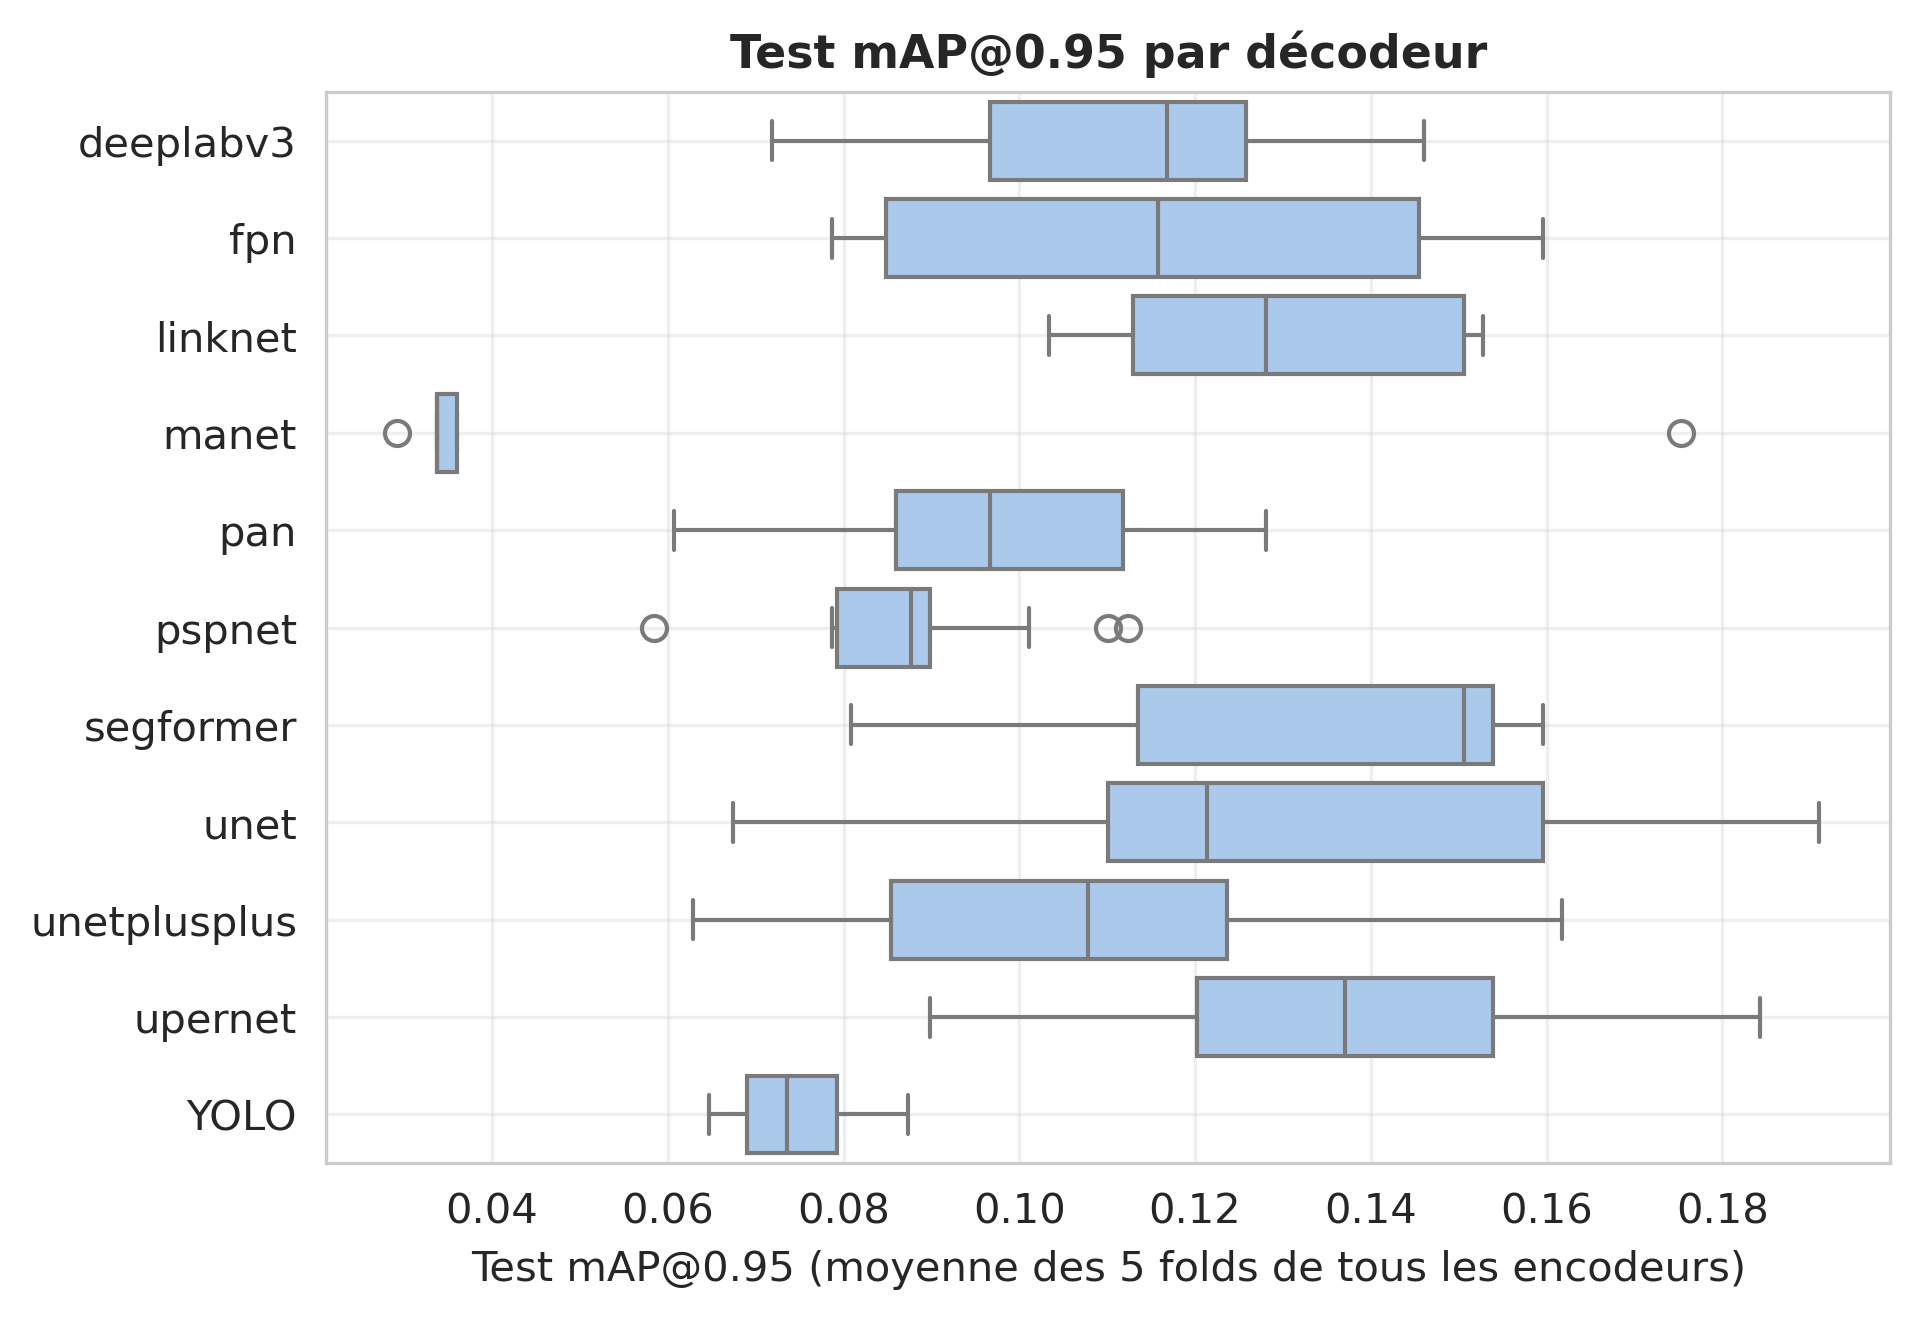 Test mAP@0.95 par décodeur
deeplabv3
fpn
linknet
manet
pan
pspnet
segformer
unet
unetplusplus
upernet
YOLO
0.04 0.06 0.08 0.10 0.12 0.14 0.16 0.18
Test mAP@0.95 (moyenne des 5 folds de tous les encodeurs)